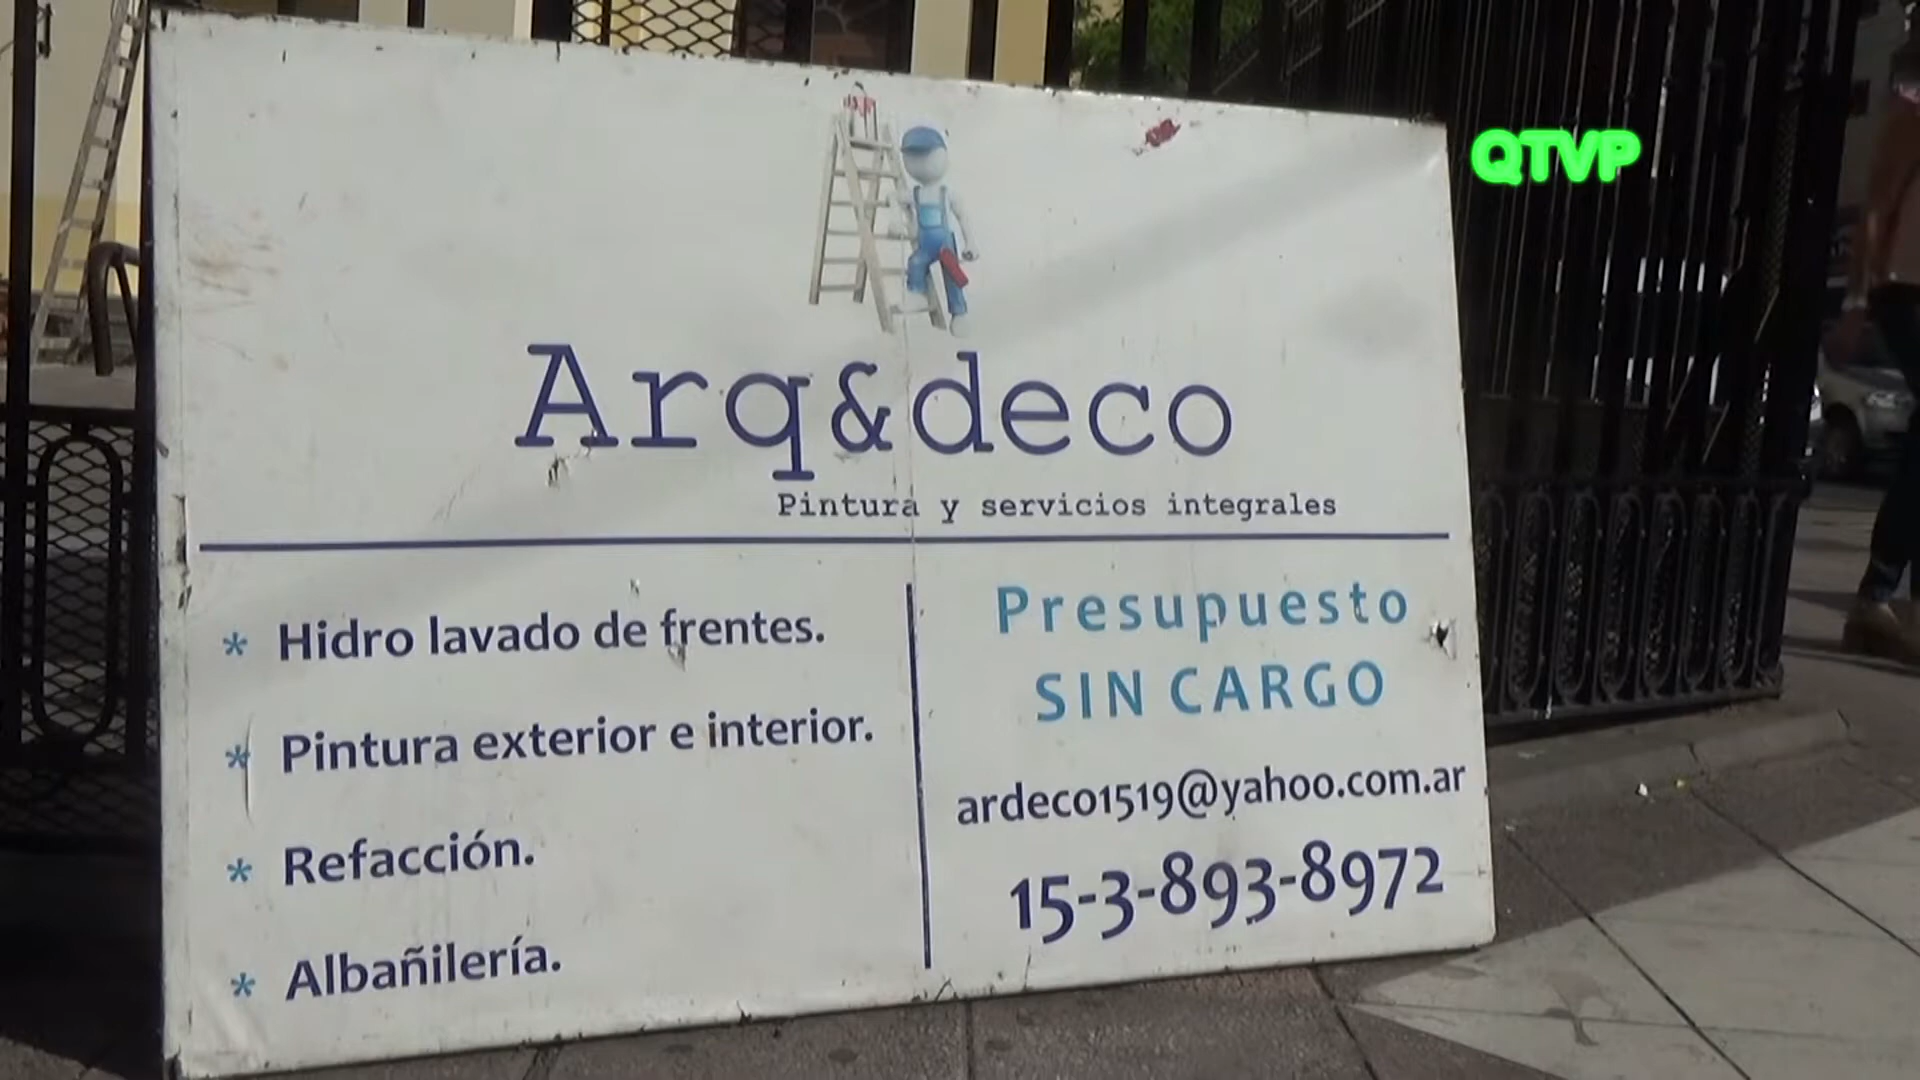 QTVP
Arq&deco
Pintura y servicios integrales
* Hidro lavado de frentes.
* Pintura exterior e interior.
* Refacción.
* Albañilería.
Presupuesto
SIN CARGO
ardeco1519@yahoo.com.ar
15-3-893-8972